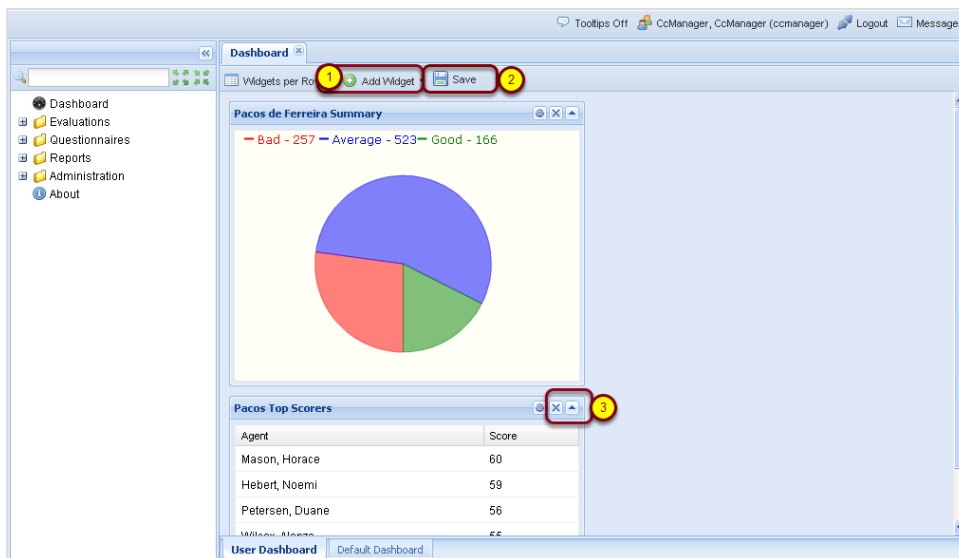 Tooltips Off CcManager, CcManager (ccmanager) Logout Message
Dashboard
Widgets per Ro 1 Add Widget Save 2
Dashboard
Evaluations
Questionnaires
Reports
Administration
About
Pacos de Ferreira Summary
Bad - 257 Average - 523 Good - 166
Pacos Top Scorers 3
Agent Score
Mason, Horace 60
Hebert, Noemi 59
Petersen, Duane 56
User Dashboard Default Dashboard